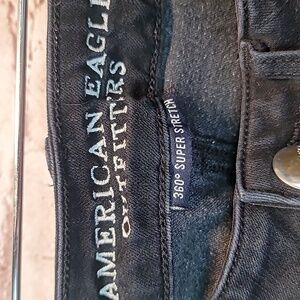 AMERICAN EAGLE
OUTFITTERS
360° SUPER STRETCH